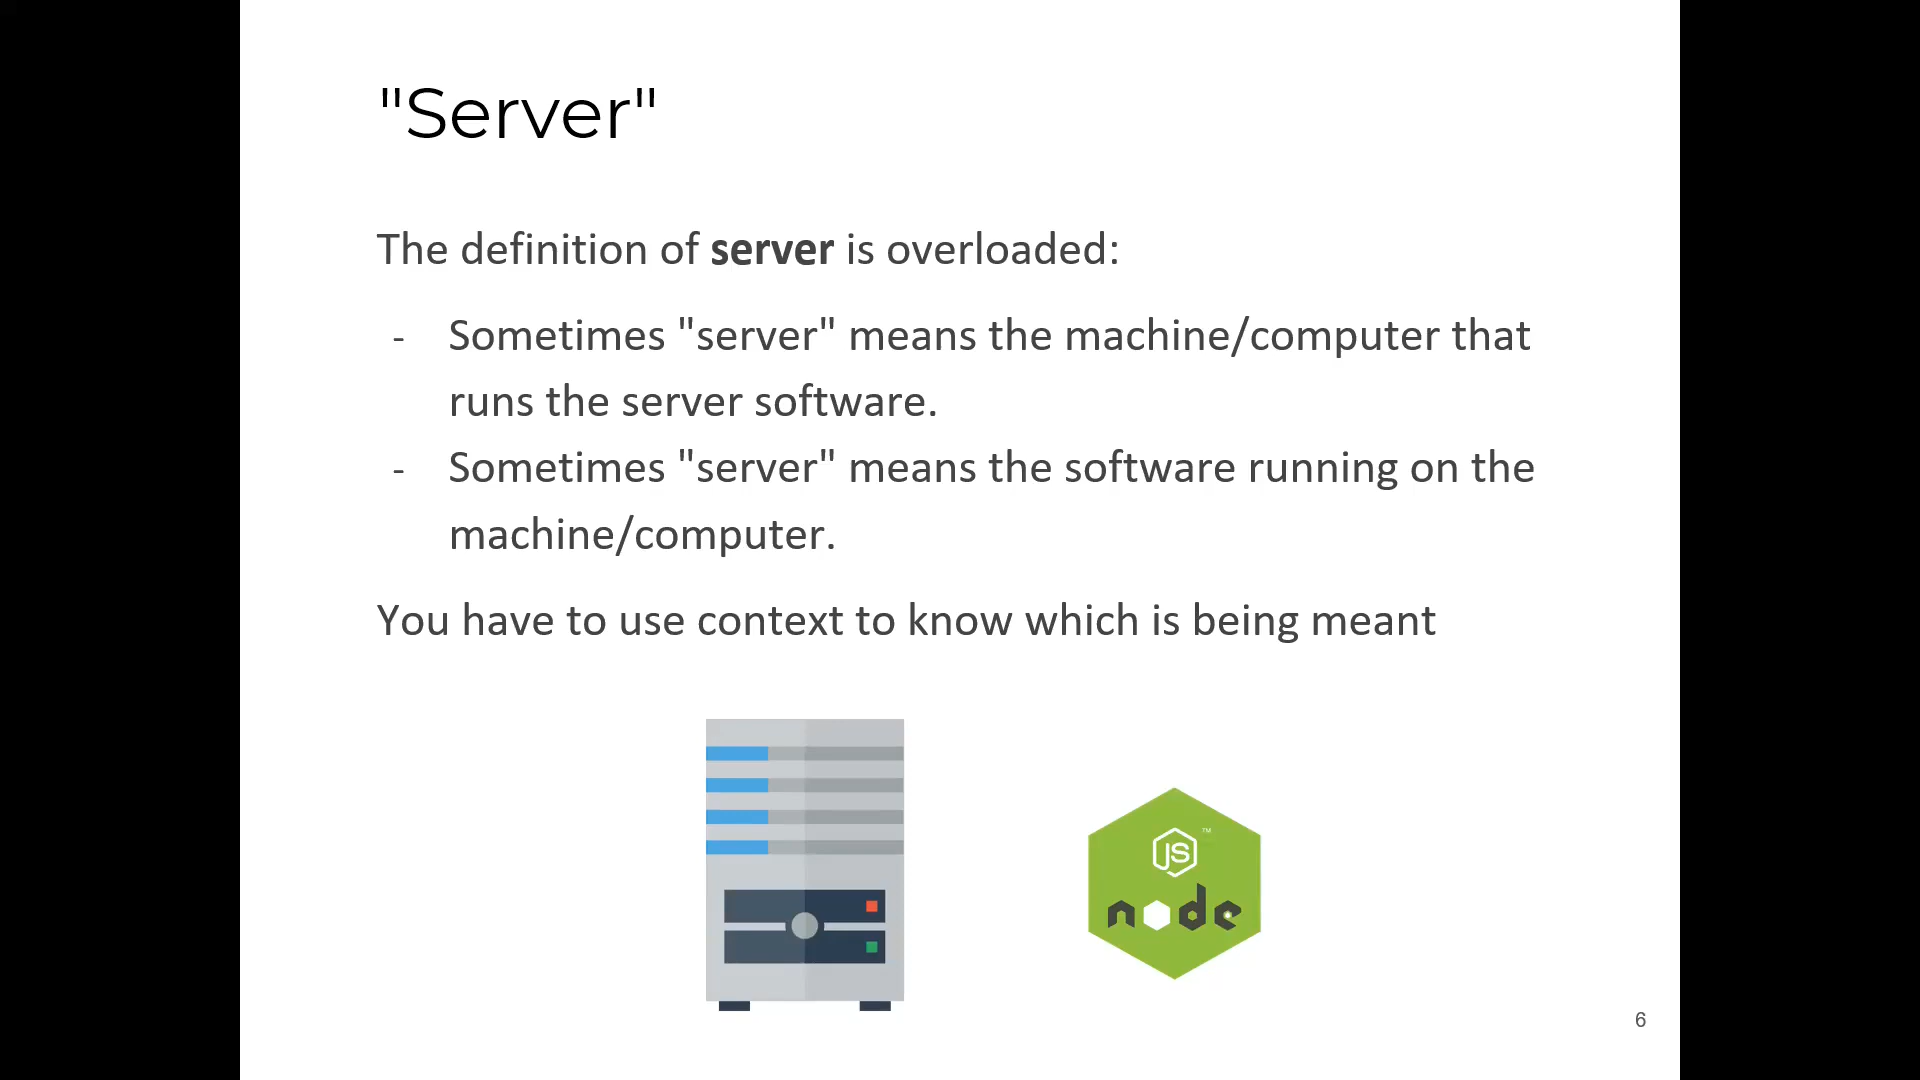 "Server"
The definition of server is overloaded:
- Sometimes "server" means the machine/computer that
runs the server software.
- Sometimes "server" means the software running on the
machine/computer.
You have to use context to know which is being meant
JS ™
node
6